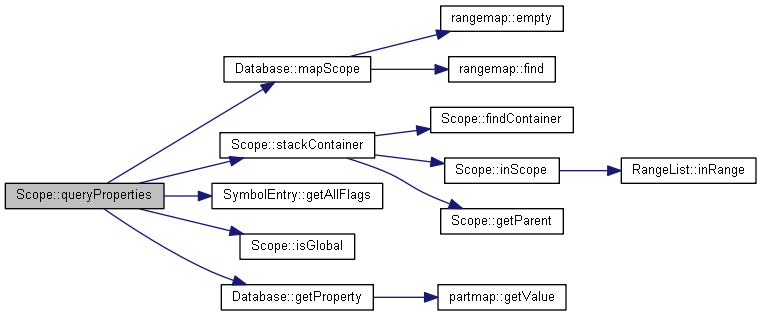 rangemap::empty
Database::mapScope
rangemap::find
Scope::findContainer
Scope::stackContainer
Scope::inScope
RangeList::inRange
Scope::queryProperties
SymbolEntry::getAllFlags
Scope::getParent
Scope::isGlobal
Database::getProperty
partmap::getValue